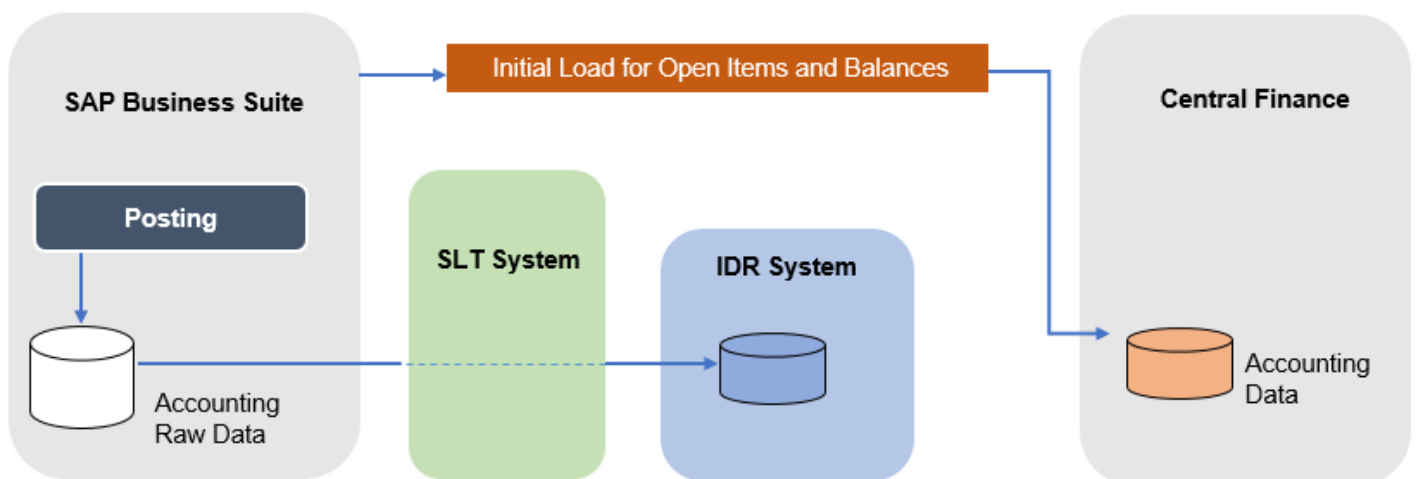 Initial Load for Open Items and Balances
SAP Business Suite
Central Finance
Posting
SLT System
IDR System
Accounting
Raw Data
Accounting
Data